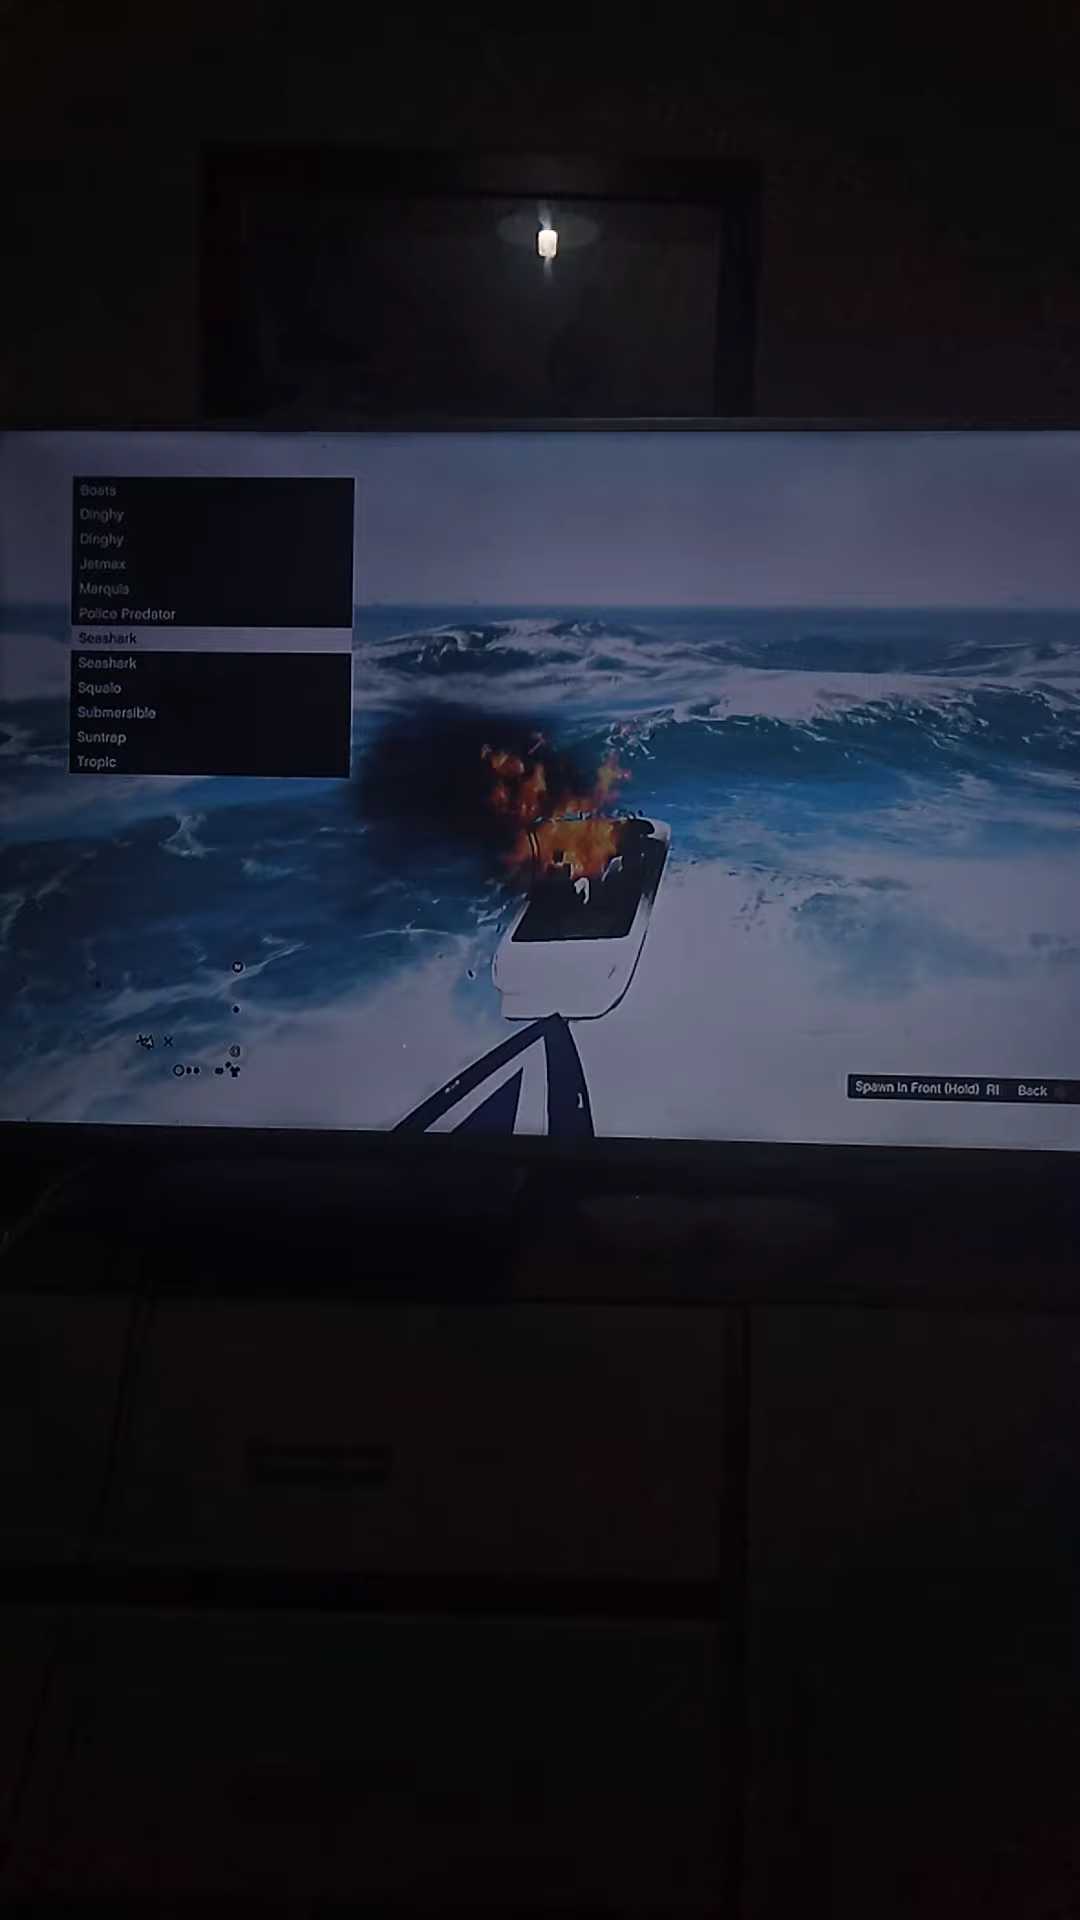 Boats
Dinghy
Dinghy
Jetmax
Marquis
Police Predator
Seashark
Seashark
Squalo
Submersible
Suntrap
Tropic
Spawn in Front (Hold) R1 Back